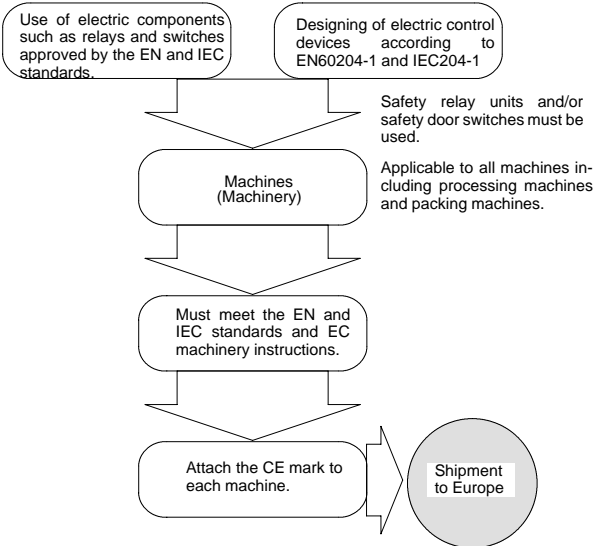 Use of electric components
such as relays and switches
approved by the EN and IEC
standards.
Designing of electric control
devices according to
EN60204-1 and IEC204-1
Safety relay units and/or
safety door switches must be
used.
Machines
(Machinery)
Applicable to all machines in-
cluding processing machines
and packing machines.
Must meet the EN and
IEC standards and EC
machinery instructions.
Attach the CE mark to
each machine.
Shipment
to Europe